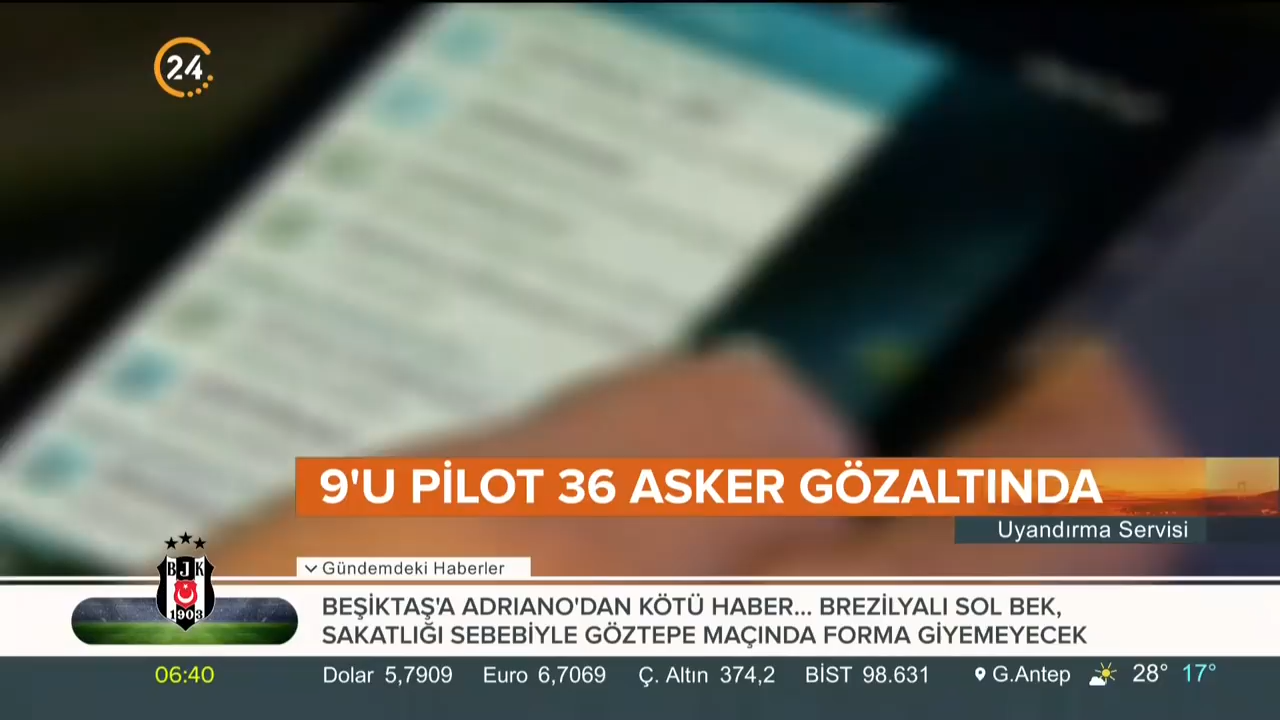 24
9'U PİLOT 36 ASKER GÖZALTINDA
Uyandırma Servisi
Gündemdeki Haberler
BJK
1903
BEŞİKTAŞ'A ADRIANO'DAN KÖTÜ HABER... BREZİLYALI SOL BEK,
SAKATLIĞI SEBEBİYLE GÖZTEPE MAÇINDA FORMA GİYEMEYECEK
06:40 Dolar 5,7909 Euro 6,7069 Ç. Altın 374,2 BİST 98.631 G.Antep 28° 17°